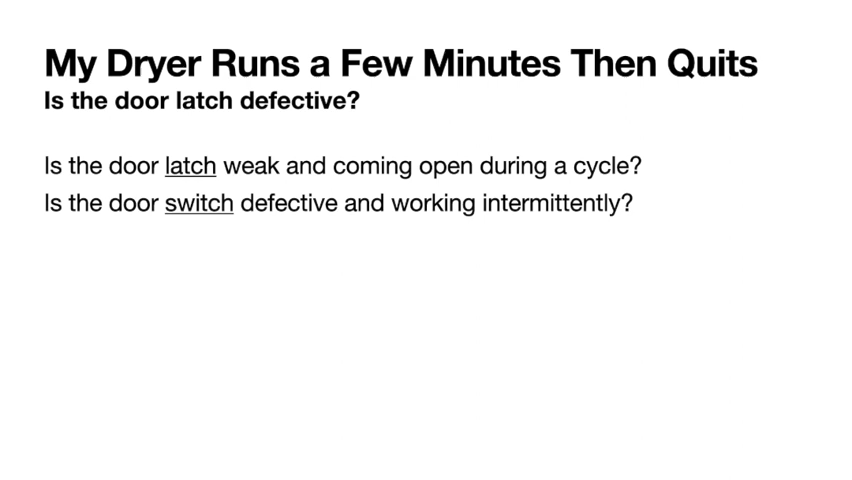 My Dryer Runs a Few Minutes Then Quits
Is the door latch defective?
Is the door latch weak and coming open during a cycle?
Is the door switch defective and working intermittently?